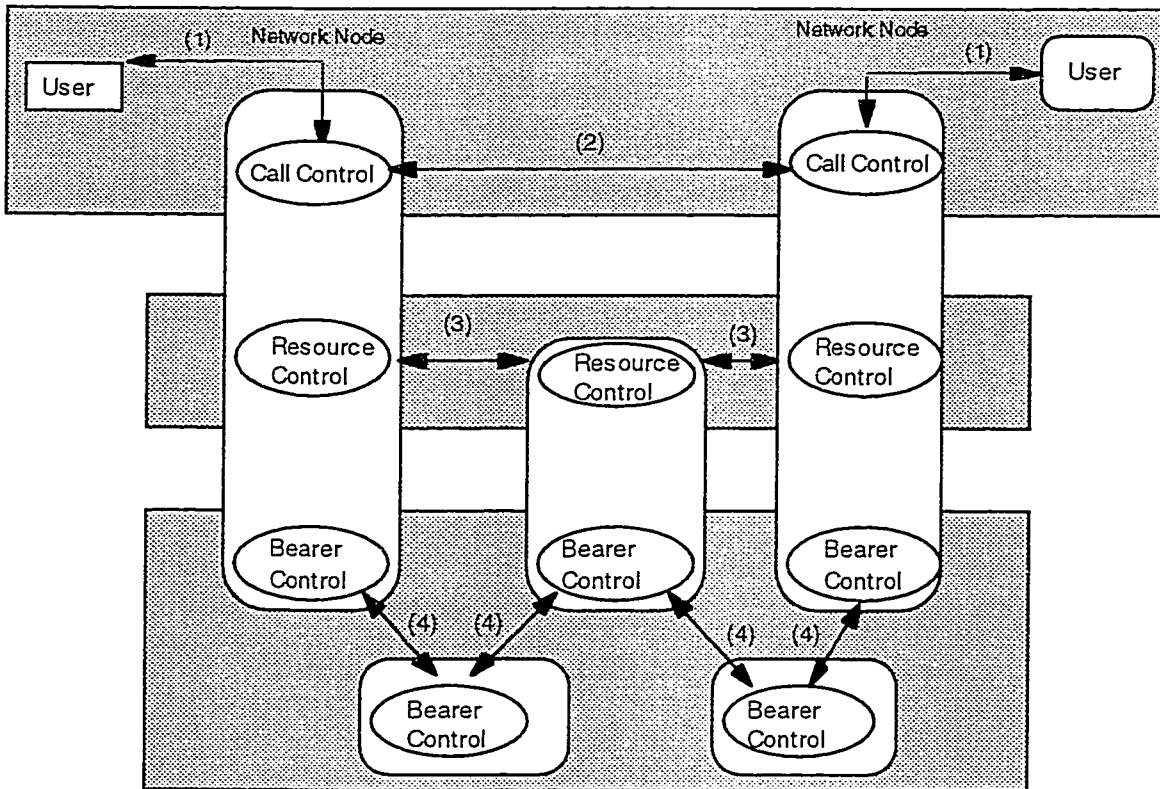 (1)
Network Node
Network Node
(1)
User
User
Call Control
(2)
Call Control
(3)
(3)
Resource
Control
Resource
Control
Resource
Control
Bearer
Control
Bearer
Control
Bearer
Control
(4)
(4)
(4)
(4)
Bearer
Control
Bearer
Control